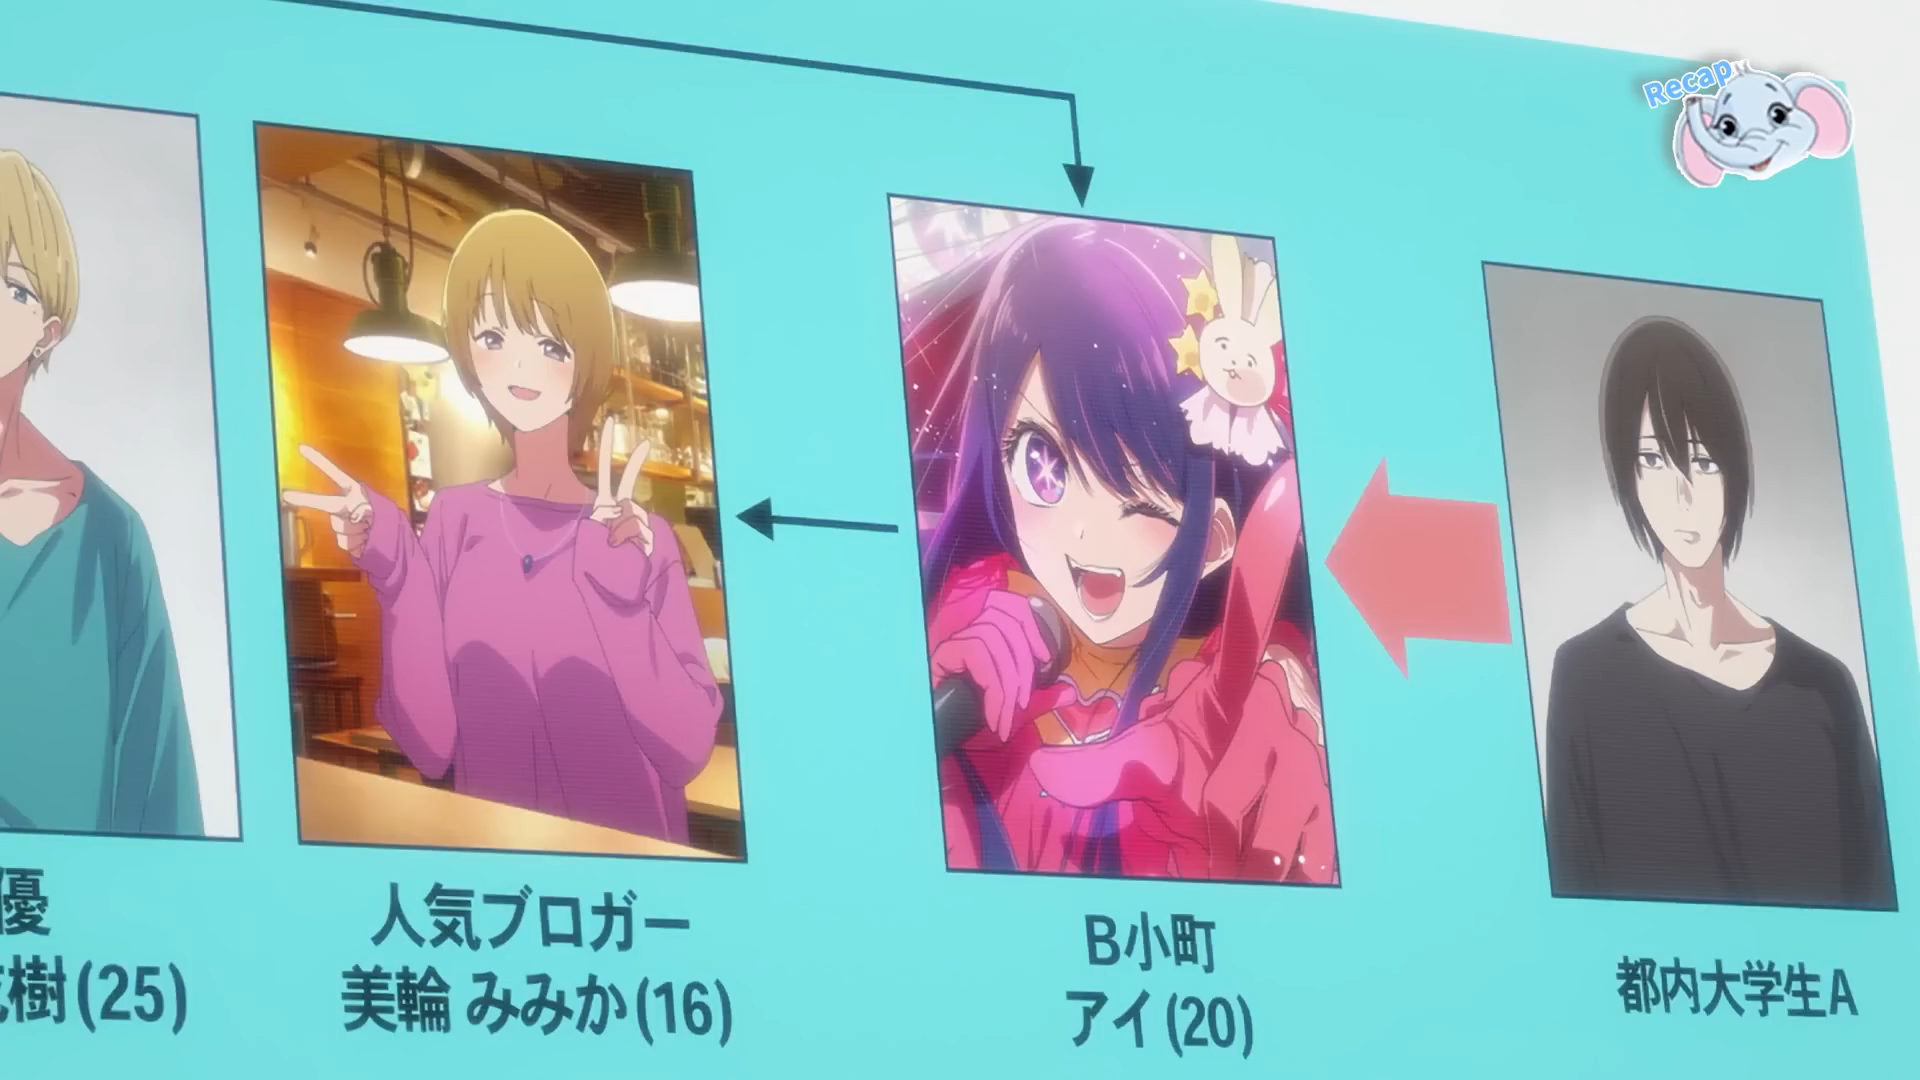 Recap
優
樹(25)
人気ブロガー
美輪 みみか(16)
B小町
アイ(20)
都内大学生A